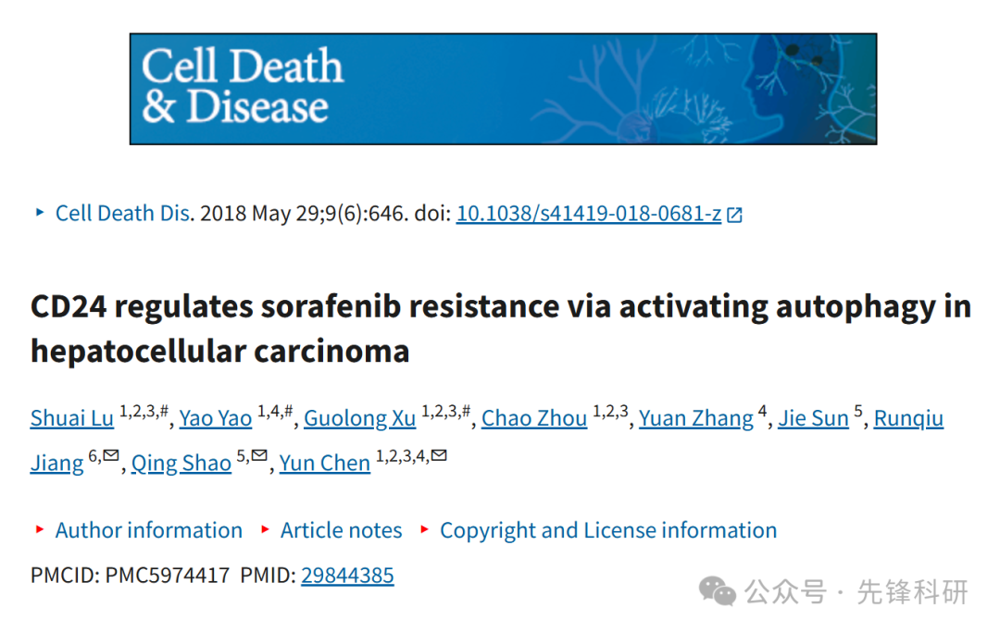 Cell Death
& Disease
‣ Cell Death Dis. 2018 May 29;9(6):646. doi: 10.1038/s41419-018-0681-z
CD24 regulates sorafenib resistance via activating autophagy in
hepatocellular carcinoma
Shuai Lu 1,2,3,#, Yao Yao 1,4,#, Guolong Xu 1,2,3,#, Chao Zhou 1,2,3, Yuan Zhang 4, Jie Sun 5, Runqiu
Jiang 6,✉, Qing Shao 5,✉, Yun Chen 1,2,3,4,✉
‣ Author information ‣ Article notes ‣ Copyright and License information
PMCID: PMC5974417 PMID: 29844385
公众号 · 先锋科研